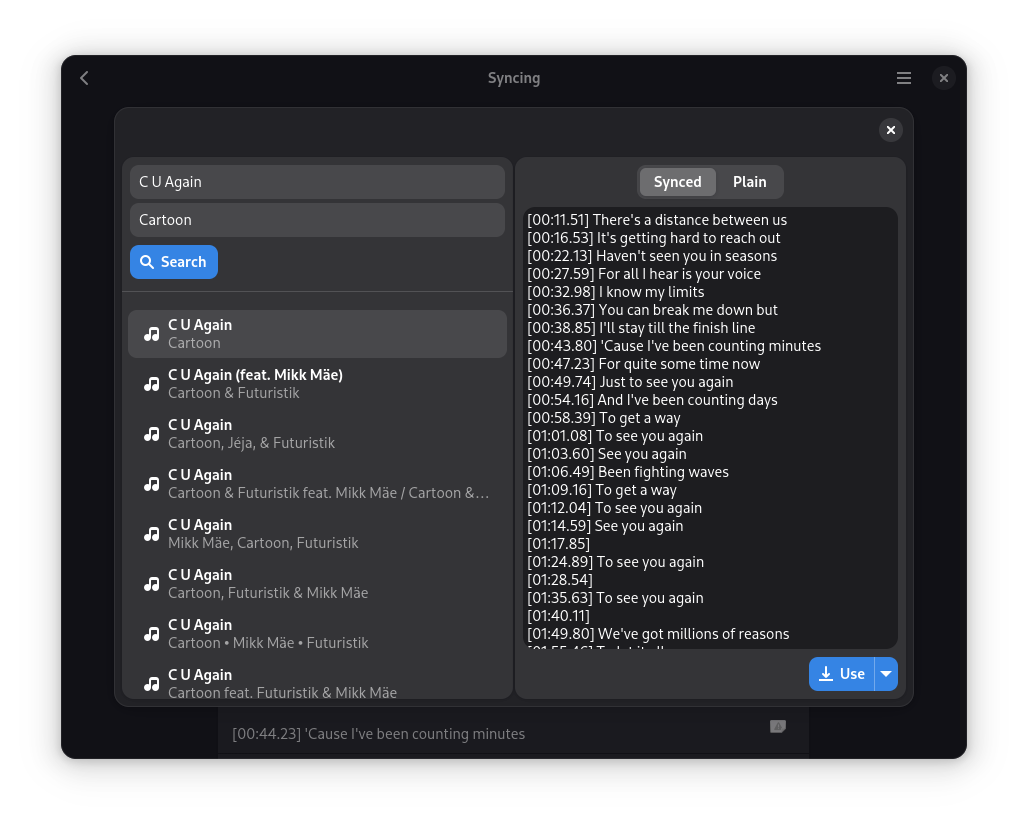 Syncing
C U Again
Cartoon
Search
C U Again
Cartoon
C U Again (feat. Mikk Mäe)
Cartoon & Futuristik
C U Again
Cartoon, Jéja, & Futuristik
C U Again
Cartoon & Futuristik feat. Mikk Mäe / Cartoon &…
C U Again
Mikk Mäe, Cartoon, Futuristik
C U Again
Cartoon, Futuristik & Mikk Mäe
C U Again
Cartoon • Mikk Mäe • Futuristik
C U Again
Cartoon feat. Futuristik & Mikk Mäe
Synced Plain
[00:11.51] There's a distance between us
[00:16.53] It's getting hard to reach out
[00:22.13] Haven't seen you in seasons
[00:27.59] For all I hear is your voice
[00:32.98] I know my limits
[00:36.37] You can break me down but
[00:38.85] I'll stay till the finish line
[00:43.80] 'Cause I've been counting minutes
[00:47.23] For quite some time now
[00:49.74] Just to see you again
[00:54.16] And I've been counting days
[00:58.39] To get a way
[01:01.08] To see you again
[01:03.60] See you again
[01:06.49] Been fighting waves
[01:09.16] To get a way
[01:12.04] To see you again
[01:14.59] See you again
[01:17.85]
[01:24.89] To see you again
[01:28.54]
[01:35.63] To see you again
[01:40.11]
[01:49.80] We've got millions of reasons
Use
[00:44.23] 'Cause I've been counting minutes